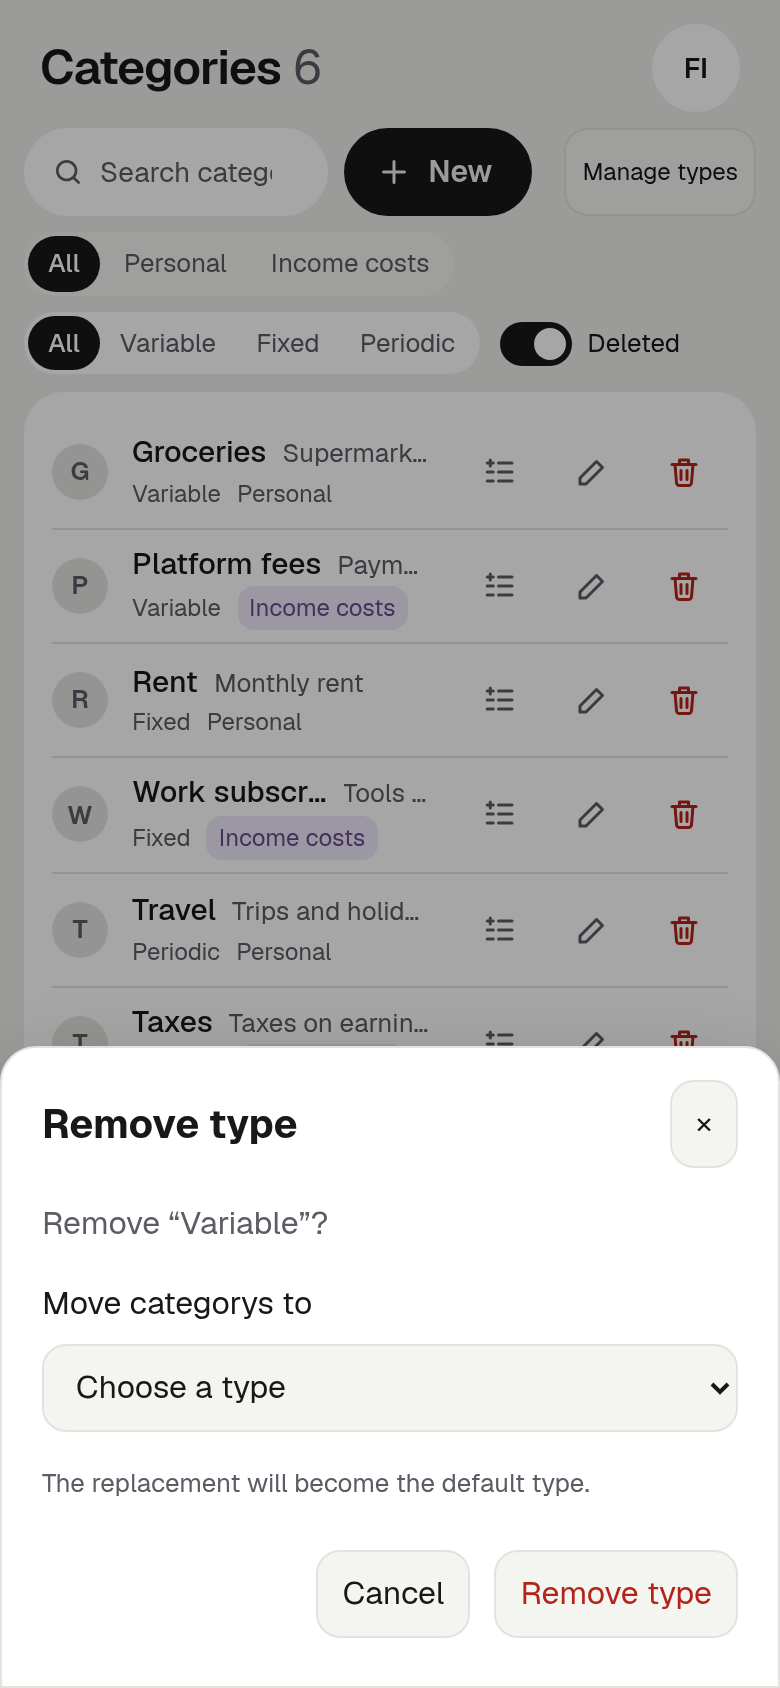 Categories 6
FI
Search categ
New
Manage types
All Personal Income costs
All Variable Fixed Periodic Deleted
G
Groceries Supermark...
Variable Personal
P
Platform fees Paym...
Variable Income costs
R
Rent Monthly rent
Fixed Personal
W
Work subscr... Tools ...
Fixed Income costs
T
Travel Trips and holid...
Periodic Personal
T
Taxes Taxes on earnin...
Remove type
×
Remove “Variable”?
Move categorys to
Choose a type
The replacement will become the default type.
Cancel
Remove type